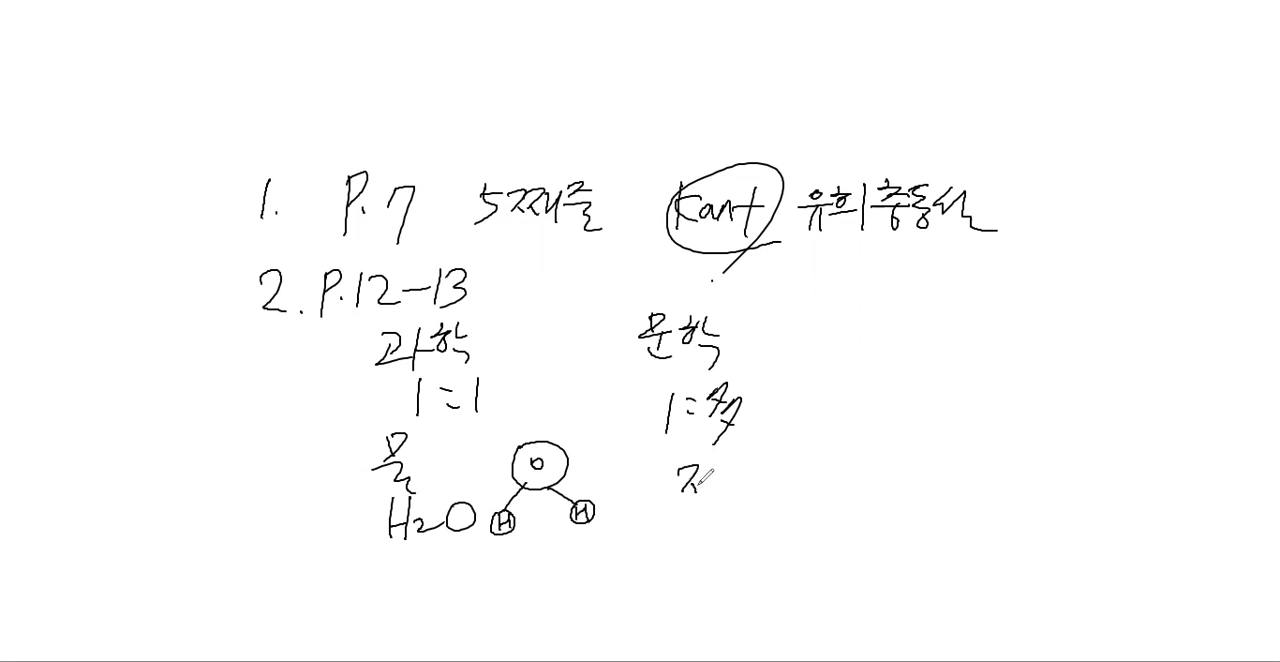 1. P.7 5째줄 Kant 유희충동설
2. P.12-13
과학 문학
1=1 1=多
물
H2O O H H